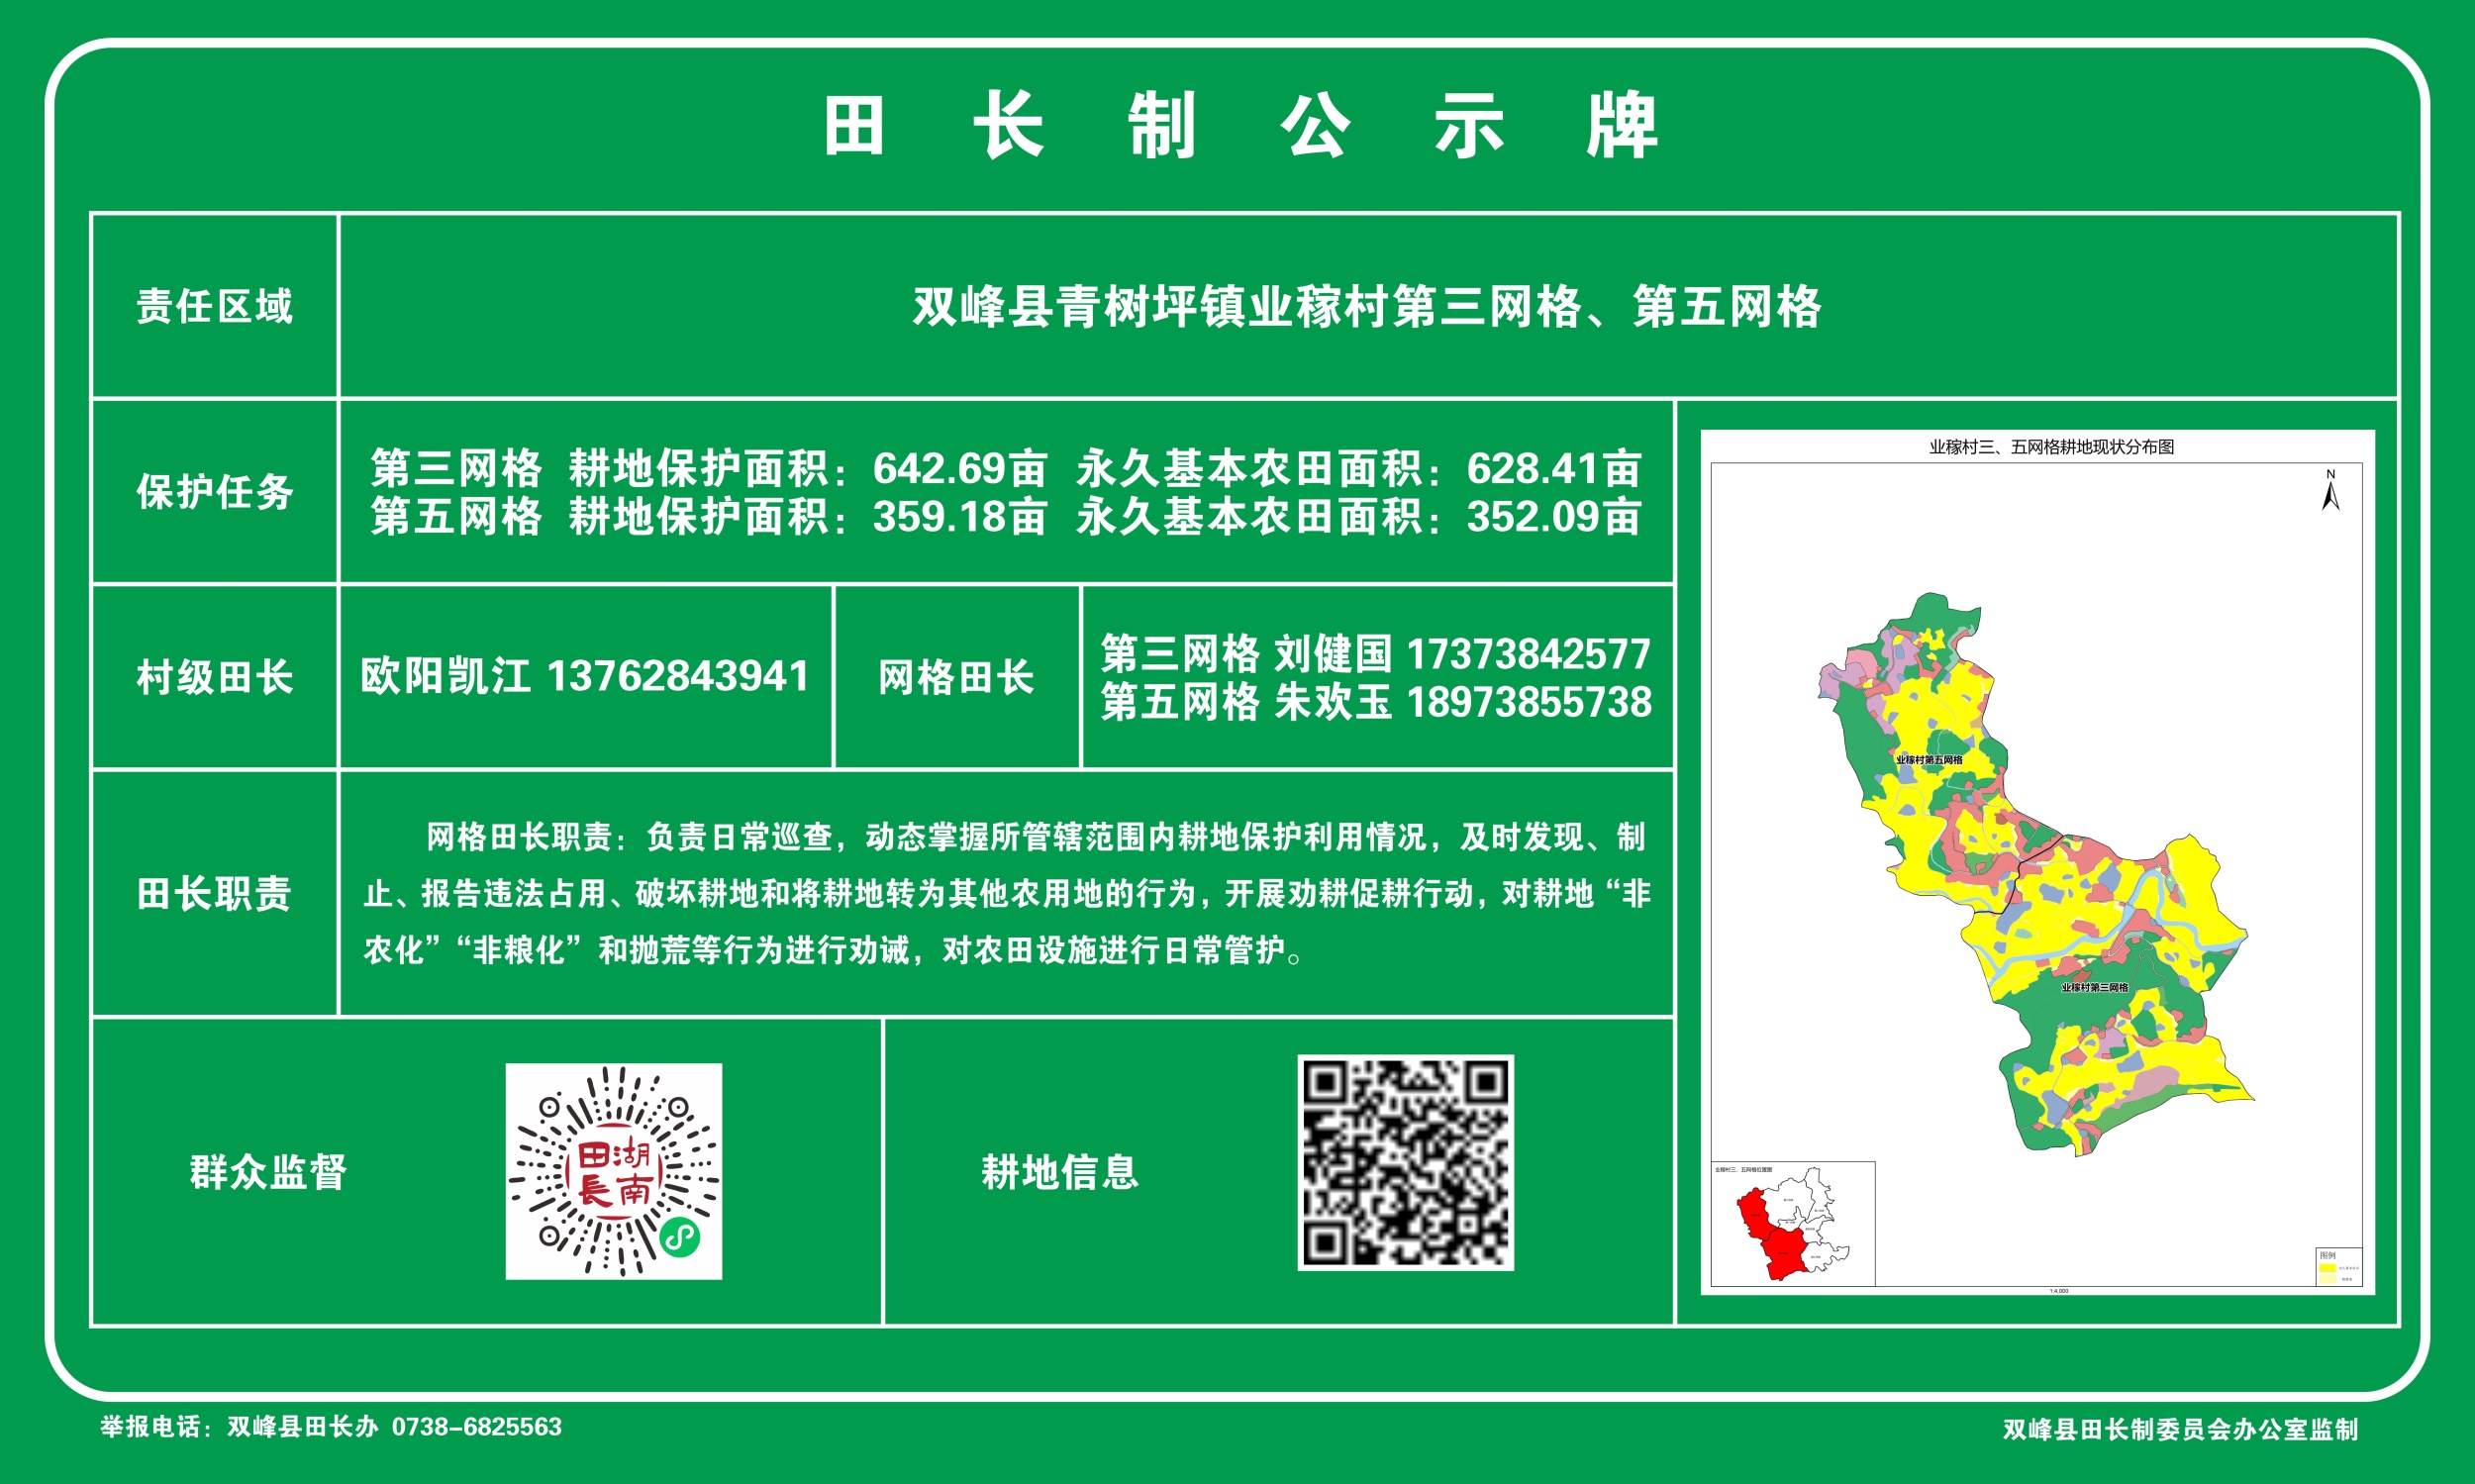 田长制公示牌
责任区域
双峰县青树坪镇业稼村第三网格、第五网格
保护任务
第三网格 耕地保护面积：642.69亩 永久基本农田面积：628.41亩
第五网格 耕地保护面积：359.18亩 永久基本农田面积：352.09亩
村级田长
欧阳凯江 13762843941
网格田长
第三网格 刘健国 17373842577
第五网格 朱欢玉 18973855738
田长职责
网格田长职责：负责日常巡查，动态掌握所管辖范围内耕地保护利用情况，及时发现、制
止、报告违法占用、破坏耕地和将耕地转为其他农用地的行为，开展劝耕促耕行动，对耕地“非
农化”“非粮化”和抛荒等行为进行劝诫，对农田设施进行日常管护。
群众监督
田湖
長南
耕地信息
业稼村三、五网格耕地现状分布图
N
业稼村第五网格
业稼村第三网格
业稼村三、五网格位置图
图例
1:4,000
举报电话：双峰县田长办 0738-6825563
双峰县田长制委员会办公室监制